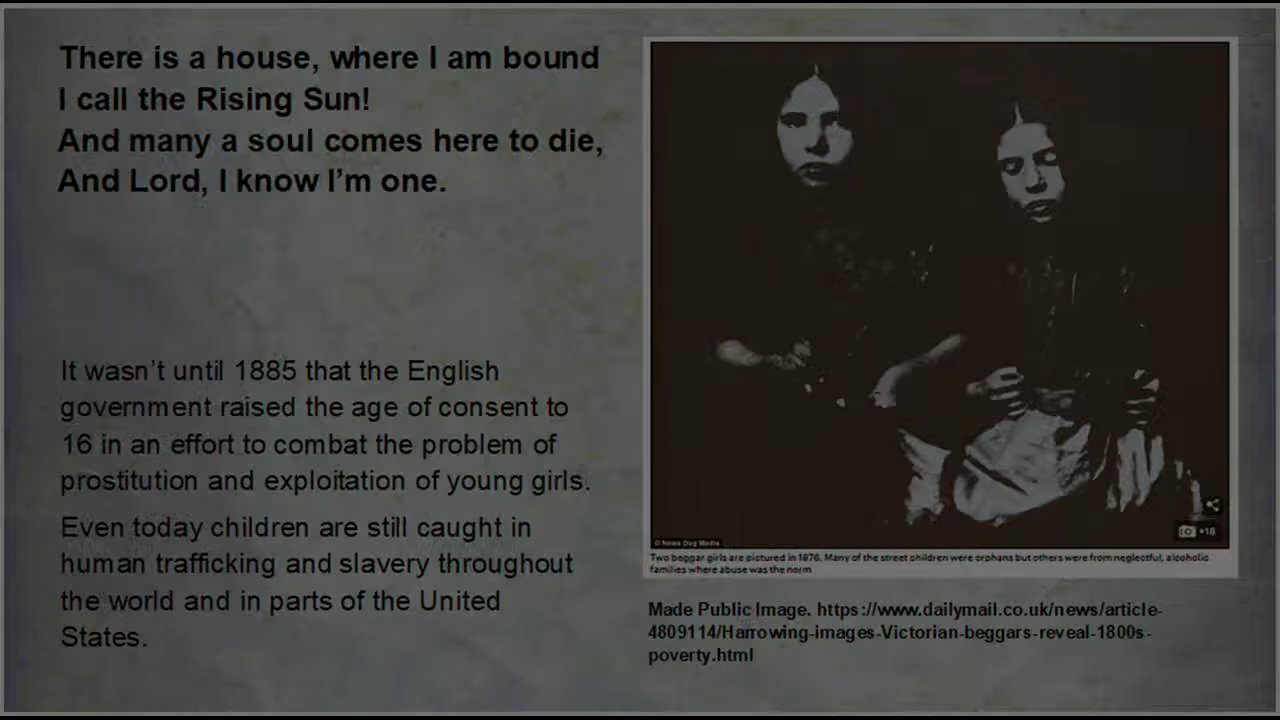 There is a house, where I am bound
I call the Rising Sun!
And many a soul comes here to die,
And Lord, I know I'm one.
It wasn't until 1885 that the English
government raised the age of consent to
16 in an effort to combat the problem of
prostitution and exploitation of young girls.
Even today children are still caught in
human trafficking and slavery throughout
the world and in parts of the United
States.
© News Dog Media
+18
Two beggar girls are pictured in 1876. Many of the street children were orphans but others were from neglectful, alcoholic
families where abuse was the norm
Made Public Image. https://www.dailymail.co.uk/news/article-
4809114/Harrowing-images-Victorian-beggars-reveal-1800s-
poverty.html